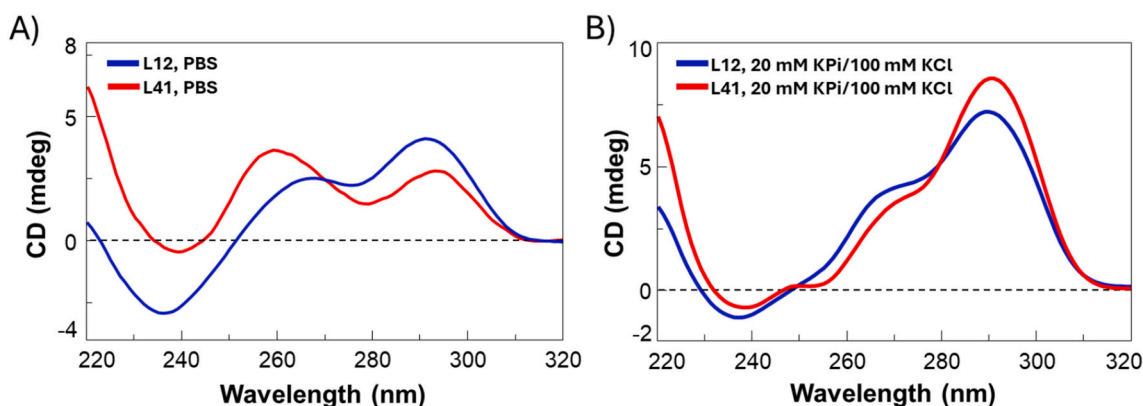 A)
8
5
0
-4
CD (mdeg)
L12, PBS
L41, PBS
220 240 260 280 300 320
Wavelength (nm)
B)
10
5
0
-2
CD (mdeg)
L12, 20 mM KPi/100 mM KCl
L41, 20 mM KPi/100 mM KCl
220 240 260 280 300 320
Wavelength (nm)